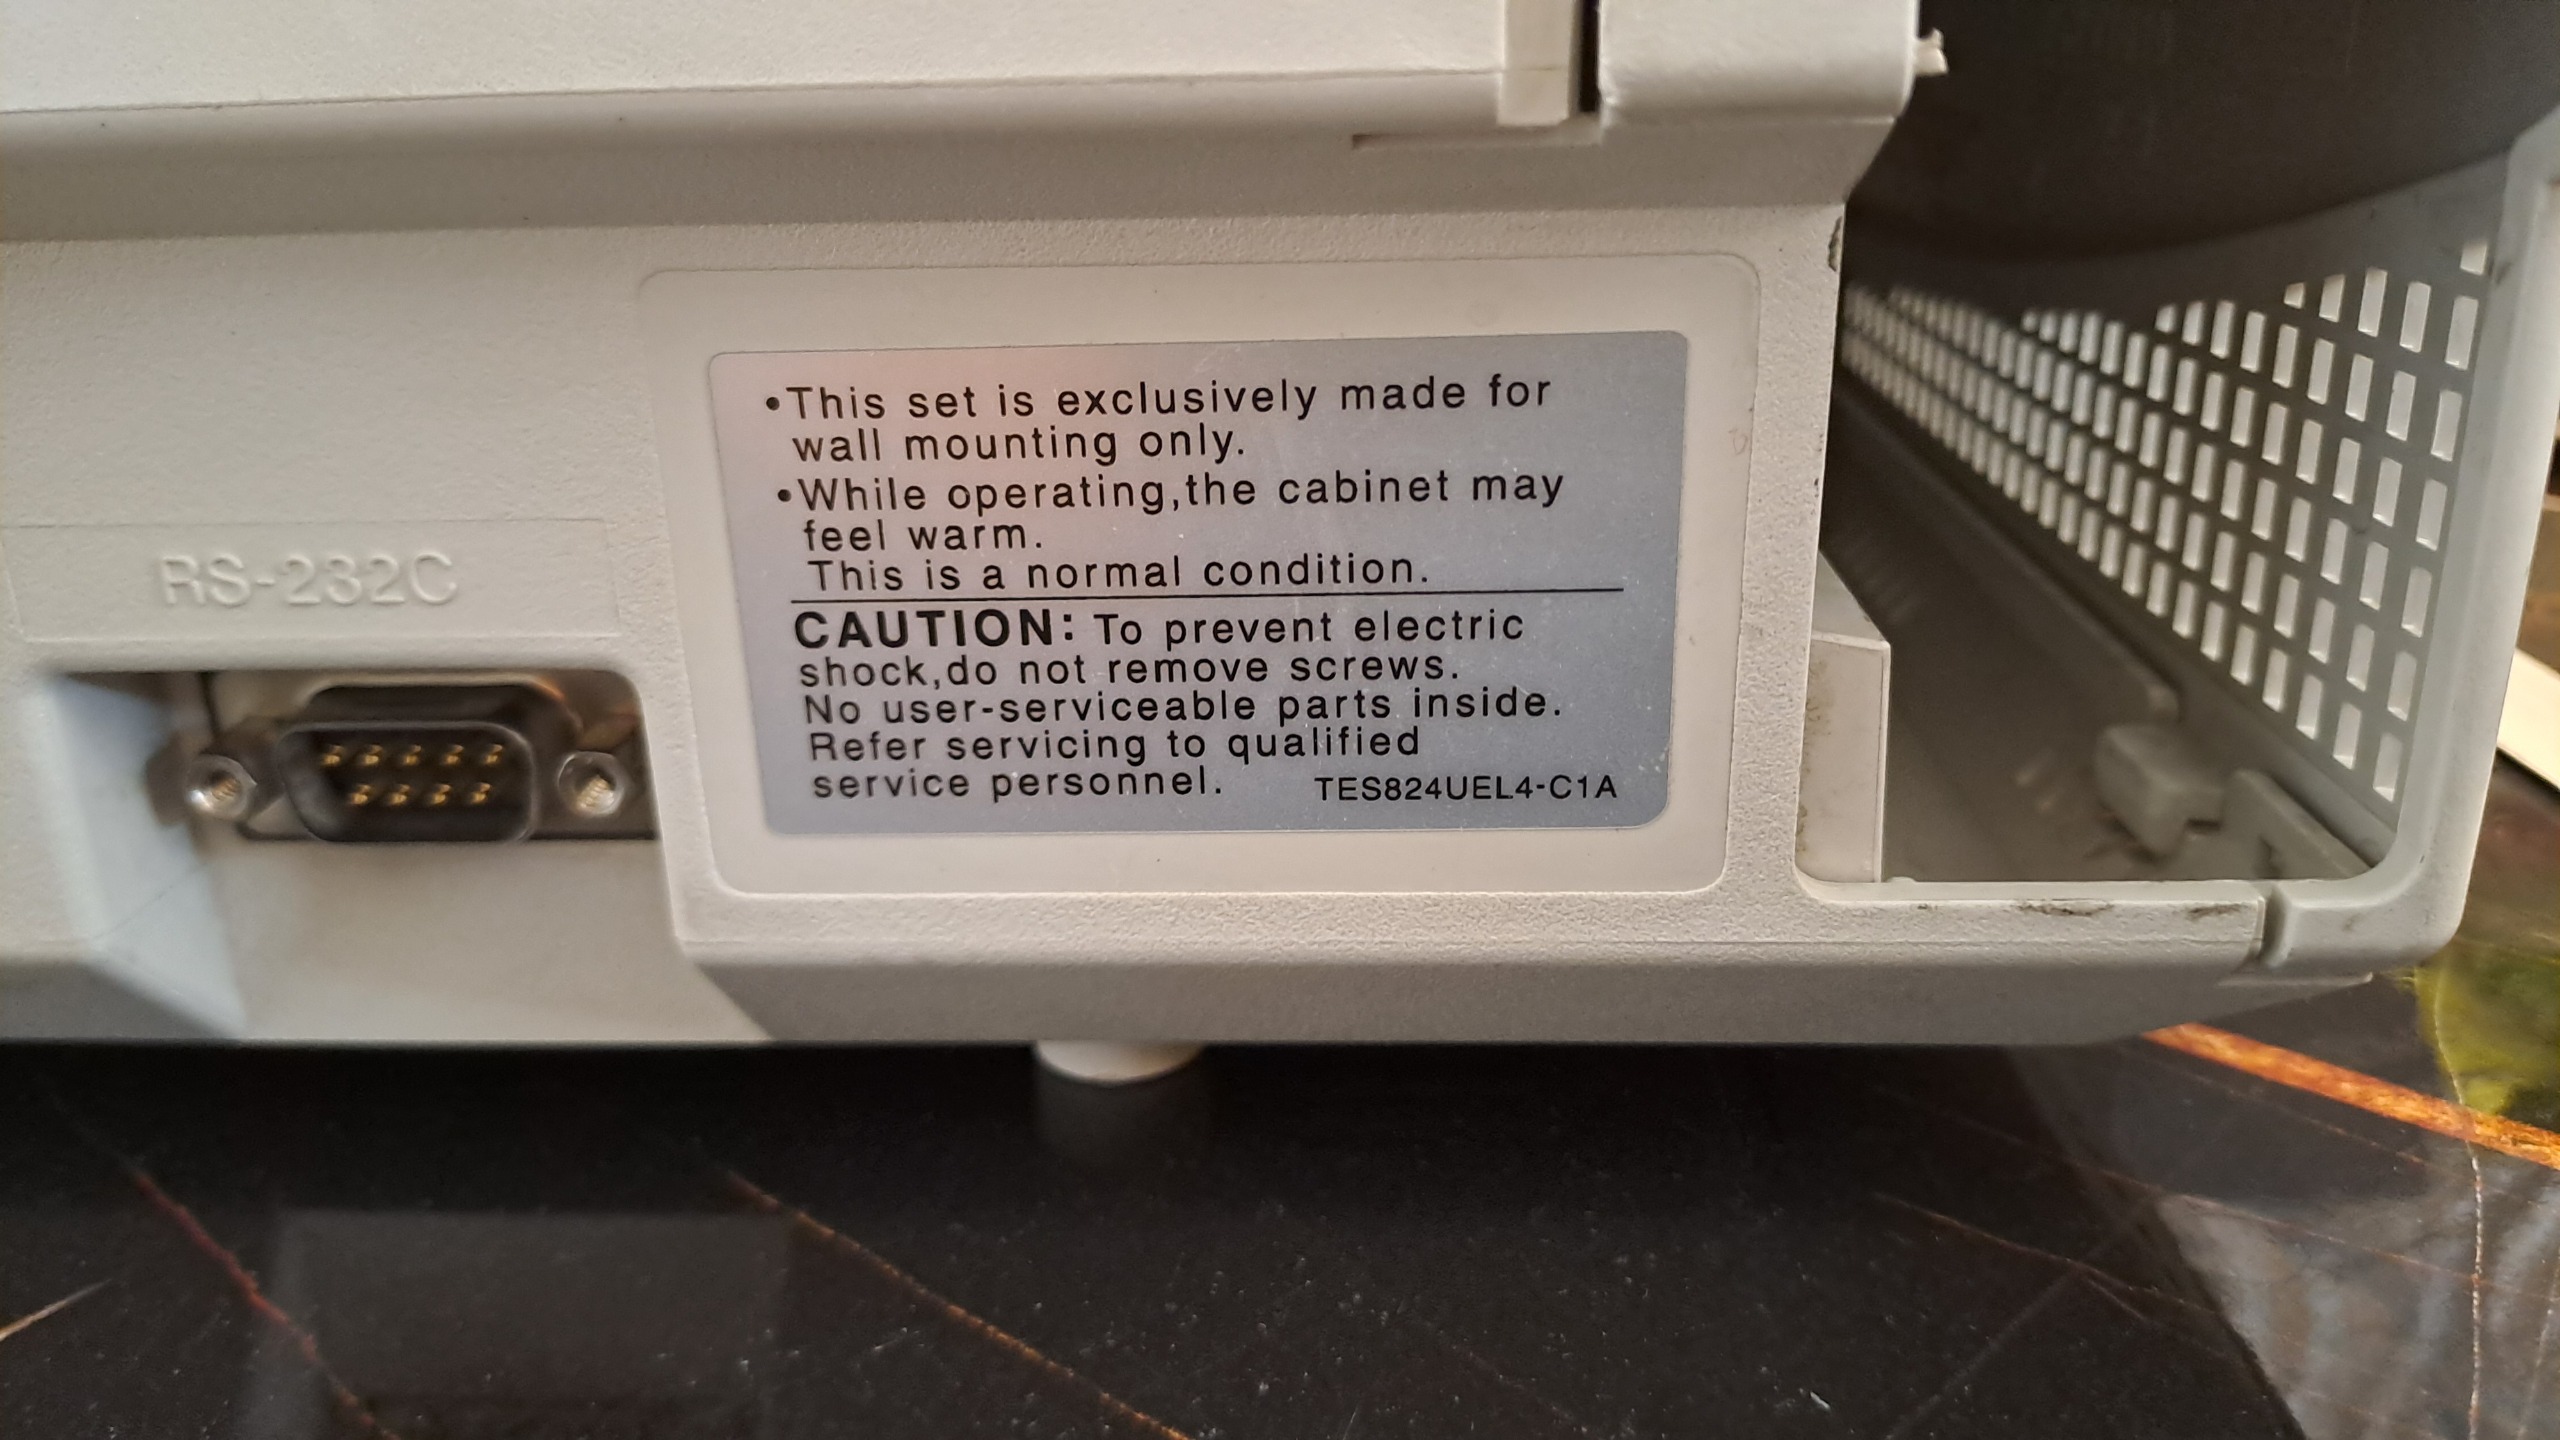 RS-232C
•This set is exclusively made for
wall mounting only.
•While operating,the cabinet may
feel warm.
This is a normal condition.
CAUTION: To prevent electric
shock,do not remove screws.
No user-serviceable parts inside.
Refer servicing to qualified
service personnel. TES824UEL4-C1A